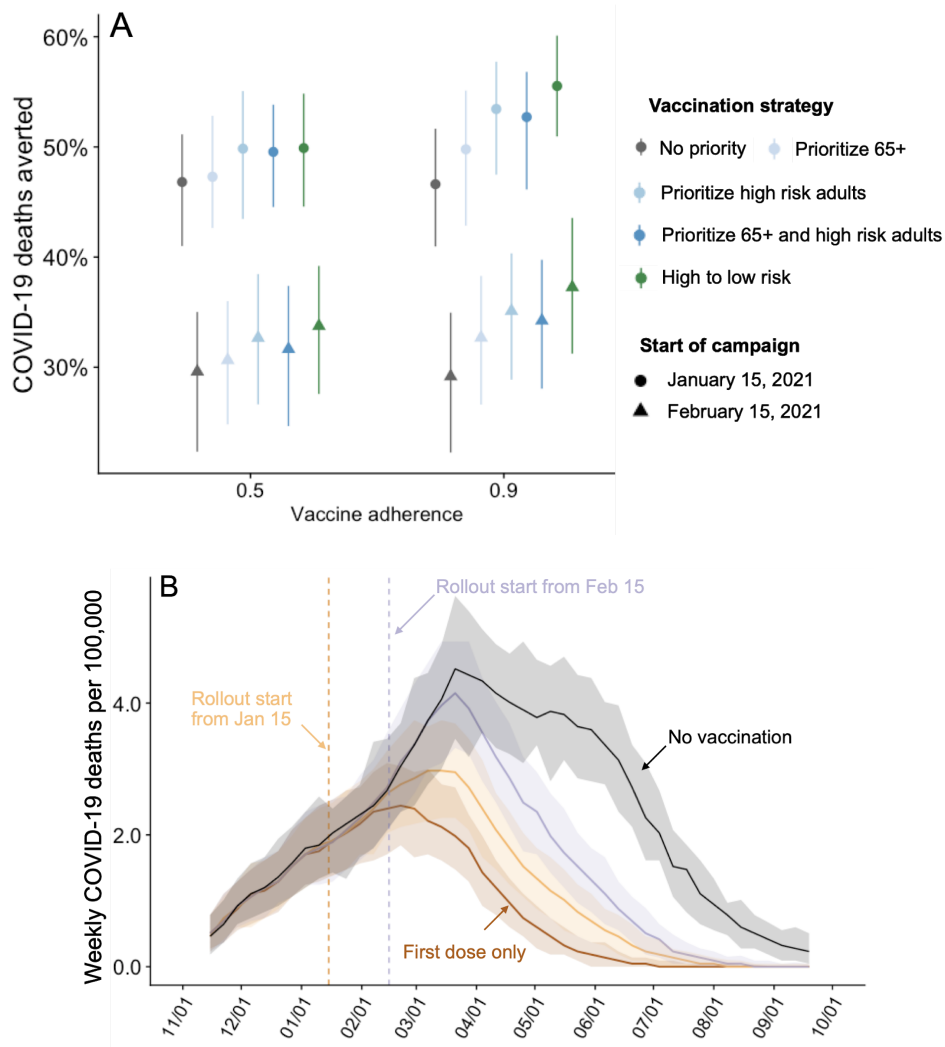 A
60%
50%
40%
30%
COVID-19 deaths averted
0.5
0.9
Vaccine adherence
Vaccination strategy
No priority
Prioritize 65+
Prioritize high risk adults
Prioritize 65+ and high risk adults
High to low risk
Start of campaign
January 15, 2021
February 15, 2021
B
Rollout start from Feb 15
Rollout start
from Jan 15
No vaccination
First dose only
Weekly COVID-19 deaths per 100,000
4.0
2.0
0.0
11/01
12/01
01/01
02/01
03/01
04/01
05/01
06/01
07/01
08/01
09/01
10/01